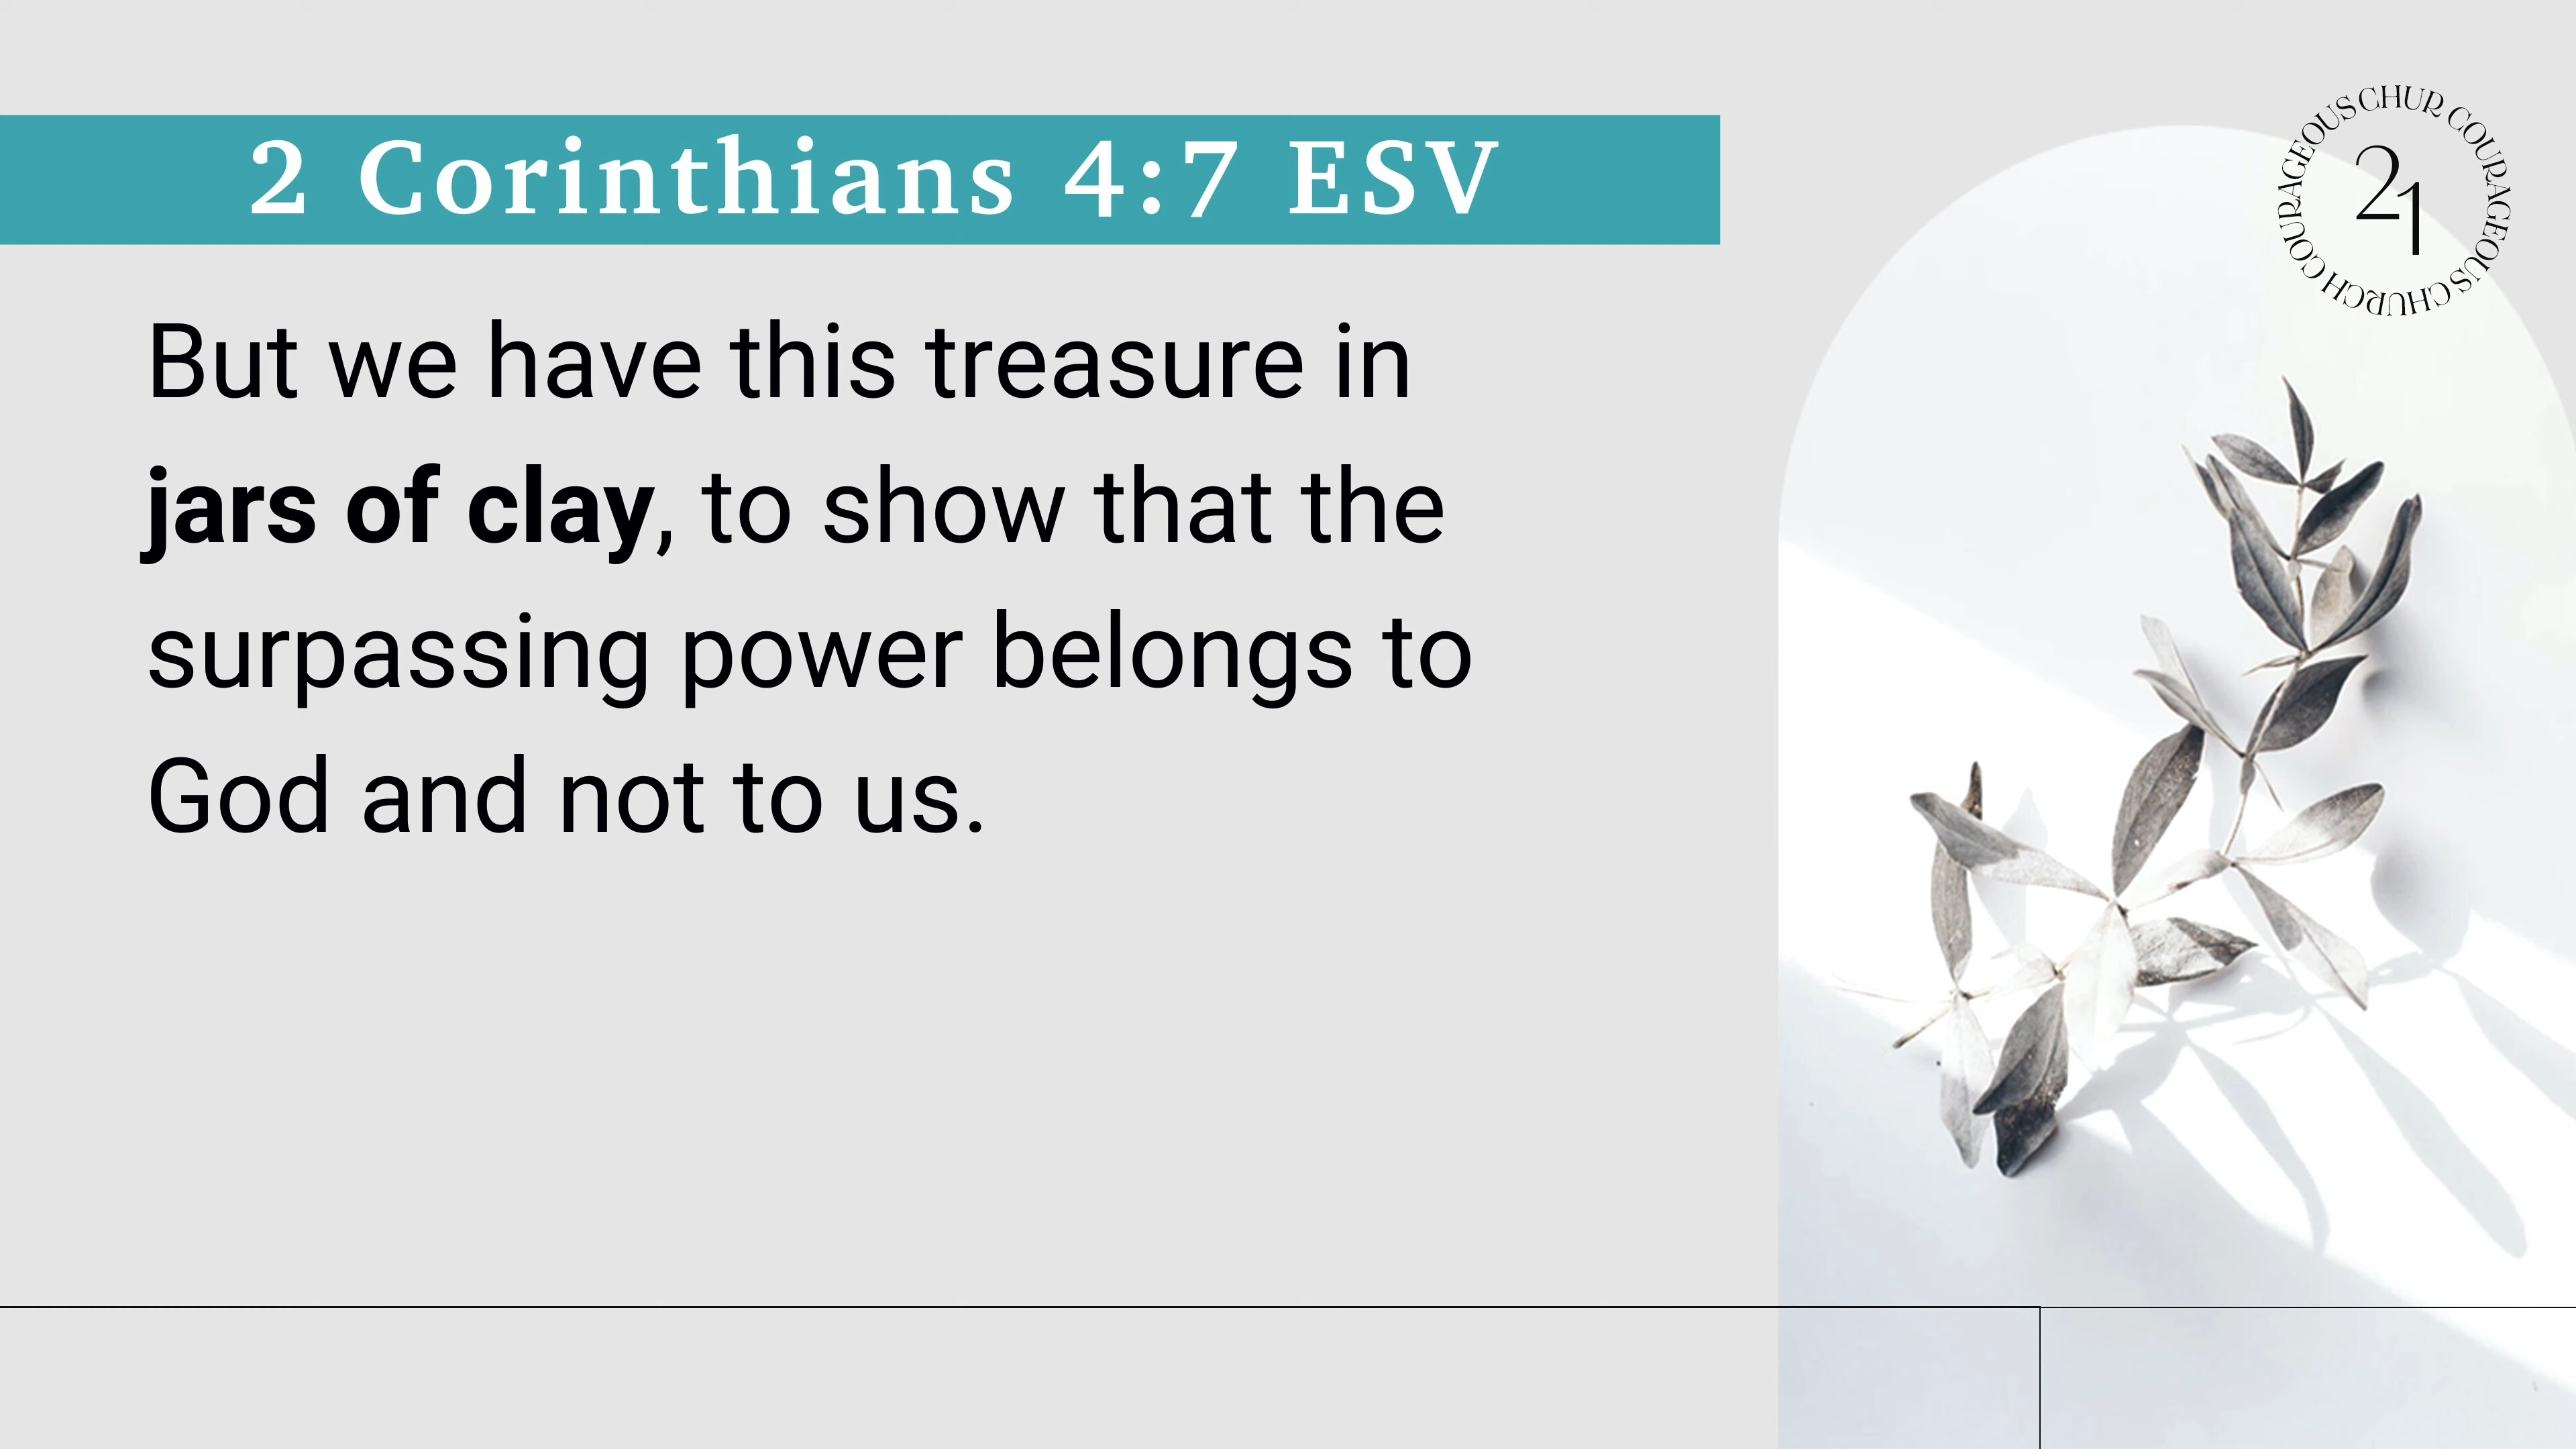 2 Corinthians 4:7 ESV
But we have this treasure in
jars of clay, to show that the
surpassing power belongs to
God and not to us.
COURAGEOUS CHUR COURAGEOUS CHURCH
21